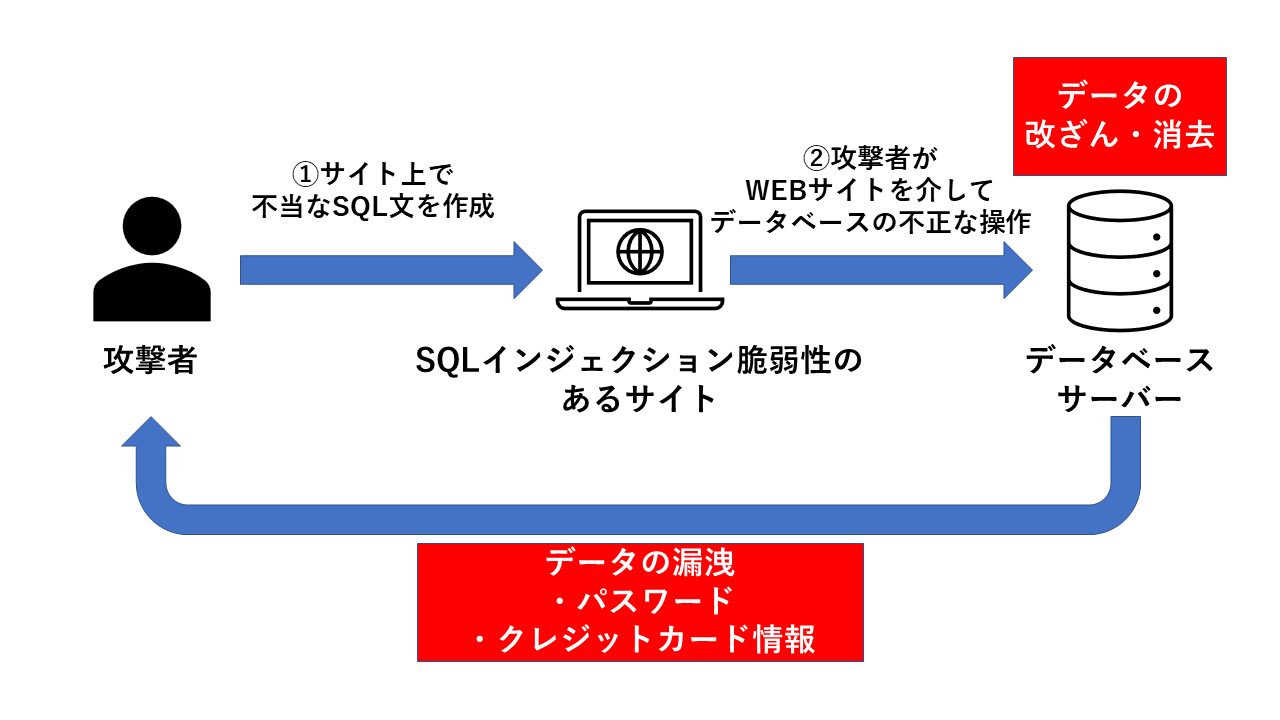 データの
改ざん・消去
①サイト上で
不当なSQL文を作成
②攻撃者が
WEBサイトを介して
データベースの不正な操作
攻撃者
SQLインジェクション脆弱性の
あるサイト
データベース
サーバー
データの漏洩
・パスワード
・クレジットカード情報